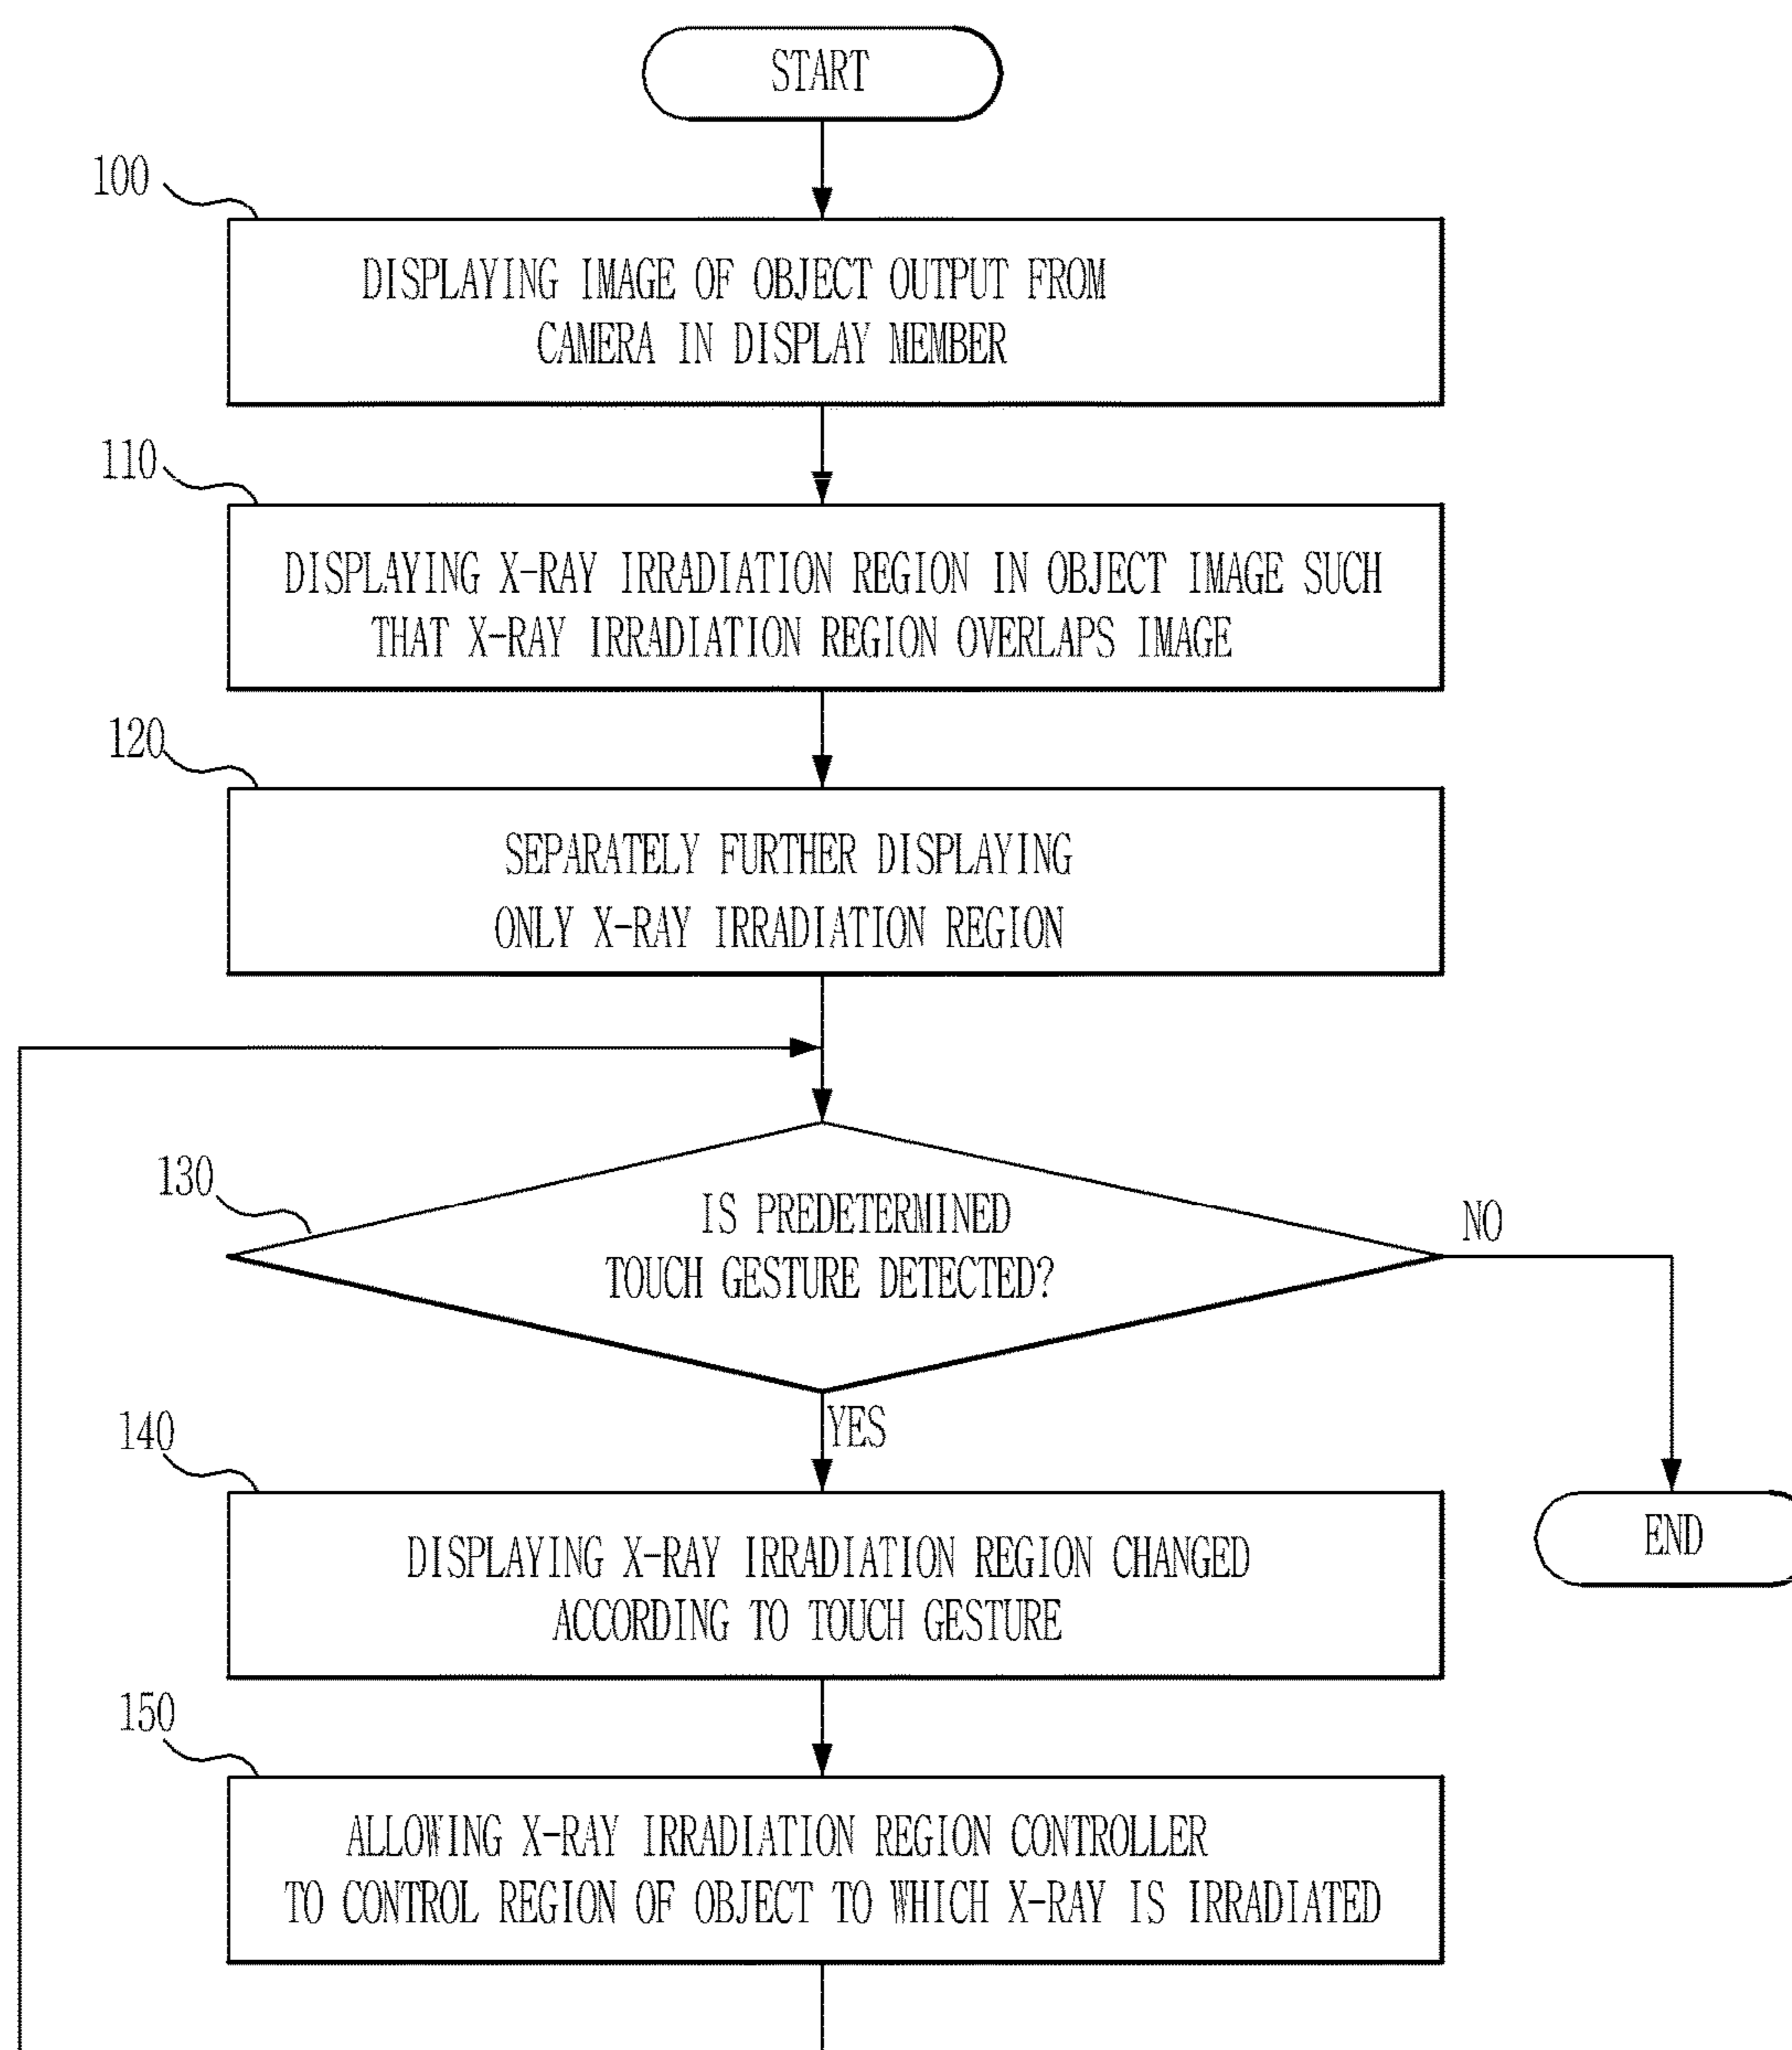 START
100
DISPLAYING IMAGE OF OBJECT OUTPUT FROM
CAMERA IN DISPLAY MEMBER
110
DISPLAYING X-RAY IRRADIATION REGION IN OBJECT IMAGE SUCH
THAT X-RAY IRRADIATION REGION OVERLAPS IMAGE
120
SEPARATELY FURTHER DISPLAYING
ONLY X-RAY IRRADIATION REGION
130
IS PREDETERMINED
TOUCH GESTURE DETECTED?
NO
YES
140
DISPLAYING X-RAY IRRADIATION REGION CHANGED
ACCORDING TO TOUCH GESTURE
END
150
ALLOWING X-RAY IRRADIATION REGION CONTROLLER
TO CONTROL REGION OF OBJECT TO WHICH X-RAY IS IRRADIATED